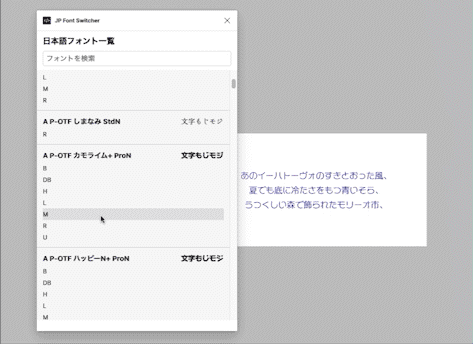 JP Font Switcher
日本語フォント一覧
フォントを検索
L
M
R
A P-OTF しまなみ StdN 文字もじモジ
R
A P-OTF カモライム+ ProN 文字もじモジ
B
DB
H
L
M
R
U
A P-OTF ハッピーN+ ProN 文字もじモジ
B
DB
H
L
M
SL
あのイーハトーヴォのすきとおった風、
夏でも底に冷たさをもつ青いそら、
うつくしい森で飾られたモリーオ市、